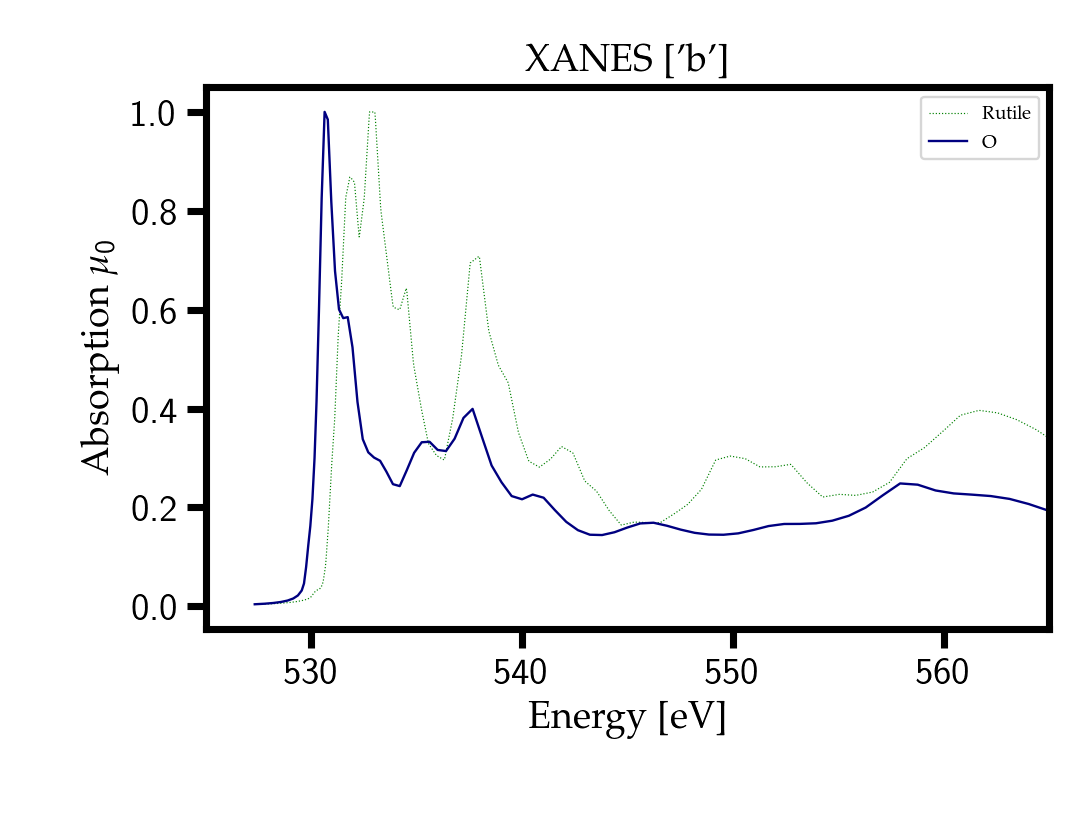 XANES ['b']
Rutile
O
1.0
0.8
0.6
0.4
0.2
0.0
Absorption μ₀
530
540
550
560
Energy [eV]